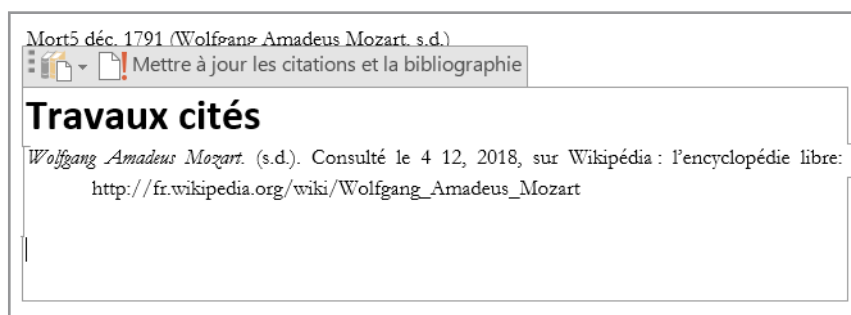 Mort5 déc. 1791 (Wolfgang Amadeus Mozart, s.d.)
Mettre à jour les citations et la bibliographie
Travaux cités
Wolfgang Amadeus Mozart. (s.d.). Consulté le 4 12, 2018, sur Wikipédia : l’encyclopédie libre:
http://fr.wikipedia.org/wiki/Wolfgang_Amadeus_Mozart